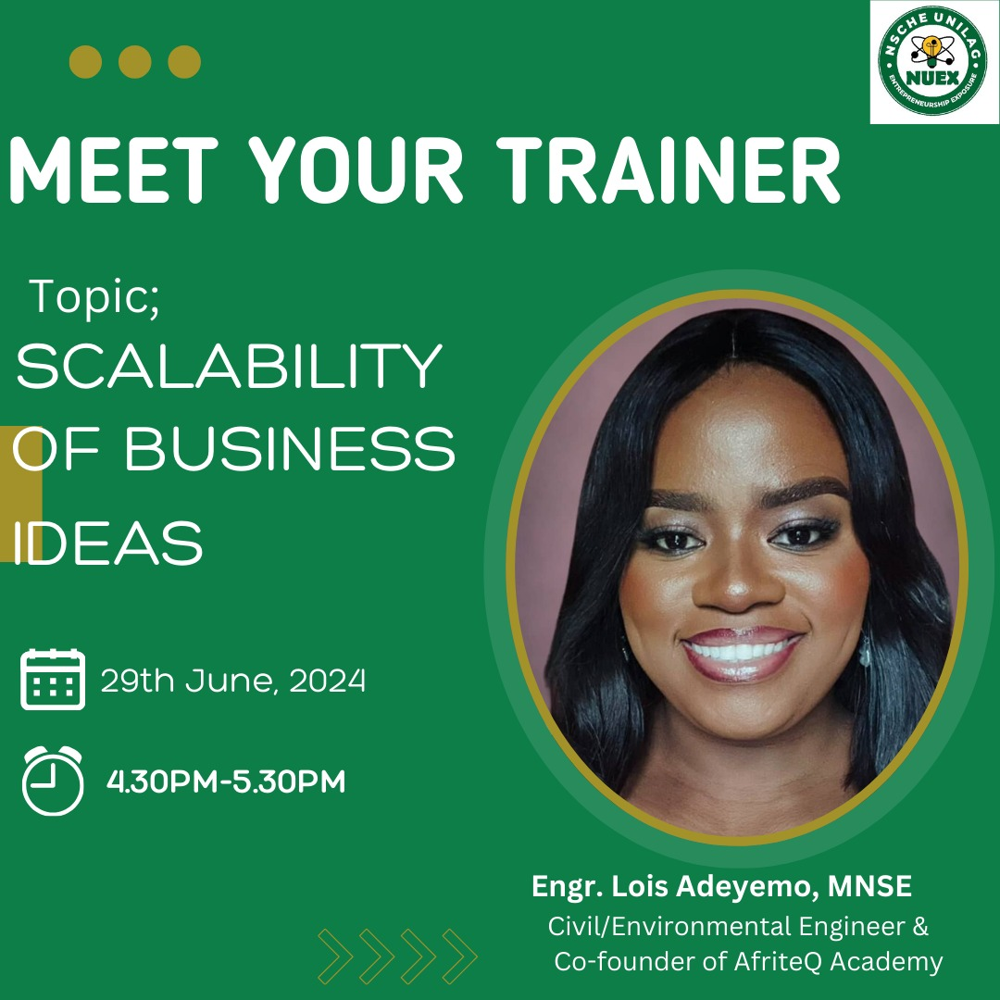 NSCHE UNILAG
NUEX
ENTREPRENEURSHIP EXPOSURE
MEET YOUR TRAINER
Topic;
SCALABILITY
OF BUSINESS
IDEAS
29th June, 2024
4.30PM-5.30PM
Engr. Lois Adeyemo, MNSE
Civil/Environmental Engineer &
Co-founder of AfriteQ Academy